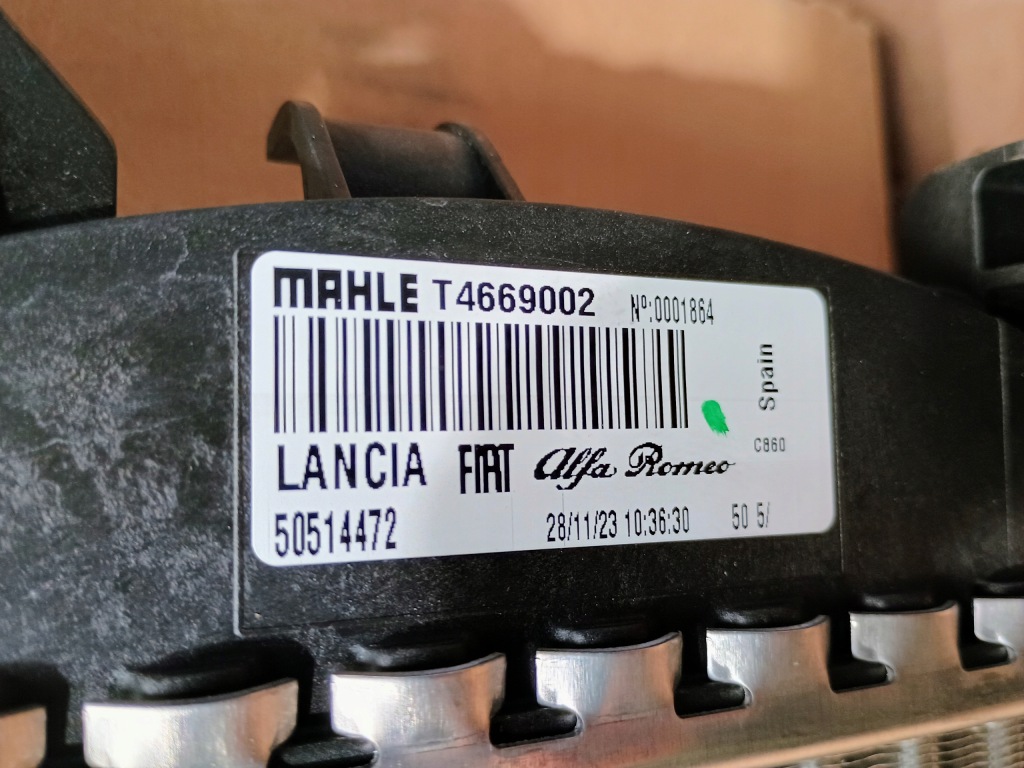 MAHLE T4669002 Nº:0001864
Spain
C860
LANCIA FIAT Alfa Romeo
50514472 28/11/23 10:36:30 50 5/